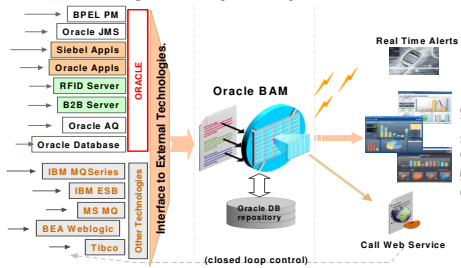 BPEL PM
Oracle JMS
Siebel Appls
Oracle Appls
RFID Server
B2B Server
Oracle AQ
Oracle Database
ORACLE
IBM MQSeries
IBM ESB
MS MQ
BEA Weblogic
Tibco
Other Technologies
Interface to External Technologies.
Oracle BAM
Oracle DB
repository
Real Time Alerts
Call Web Service
(closed loop control)